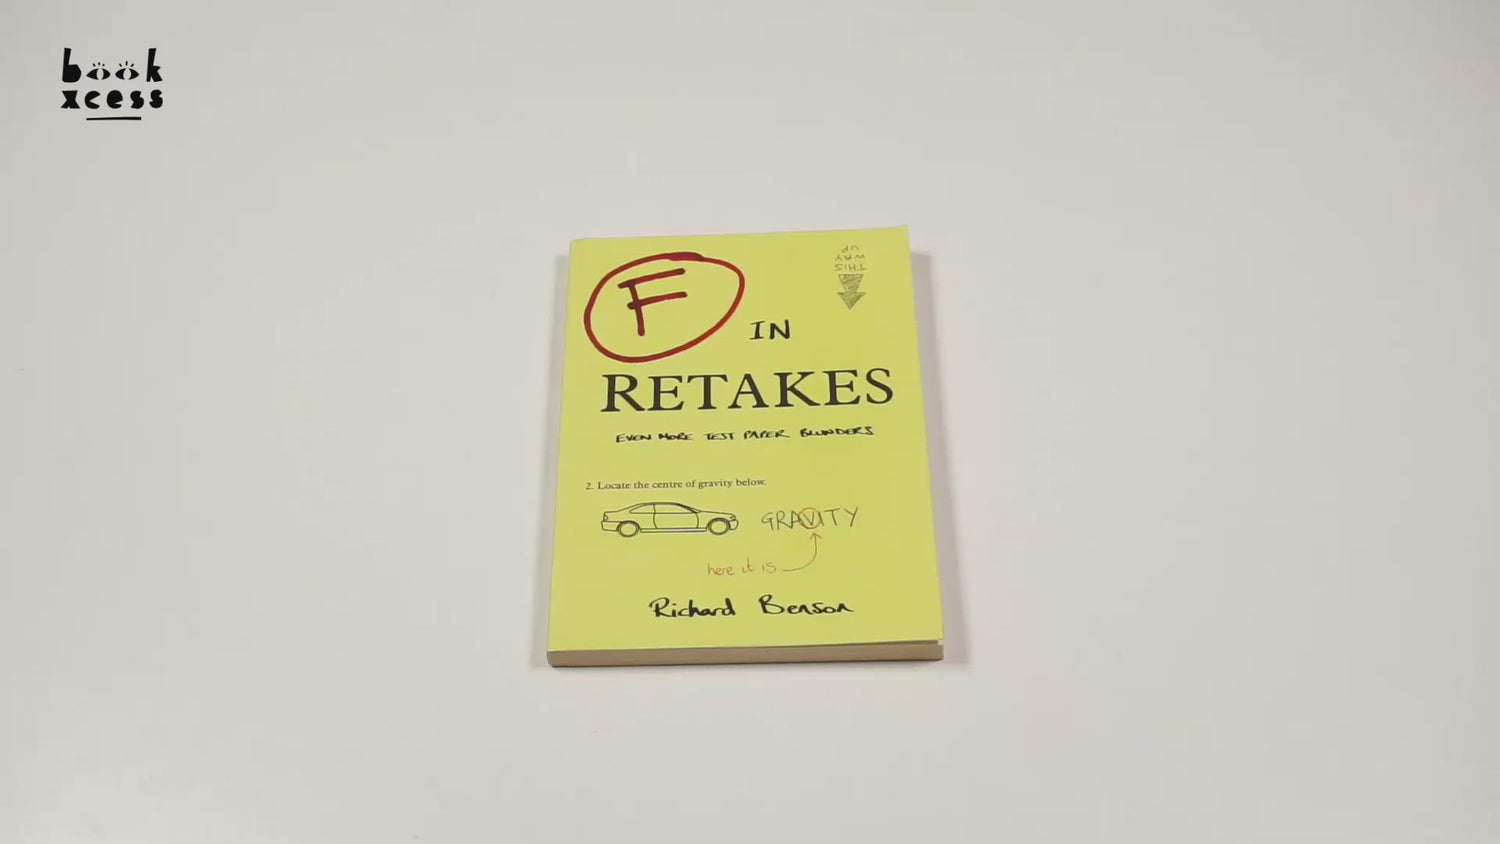 book
xcess
THIS
WAY
UP
F IN
RETAKES
EVEN MORE TEST PAPER BLUNDERS
2. Locate the centre of gravity below.
GRAVITY
here it is
Richard Benson